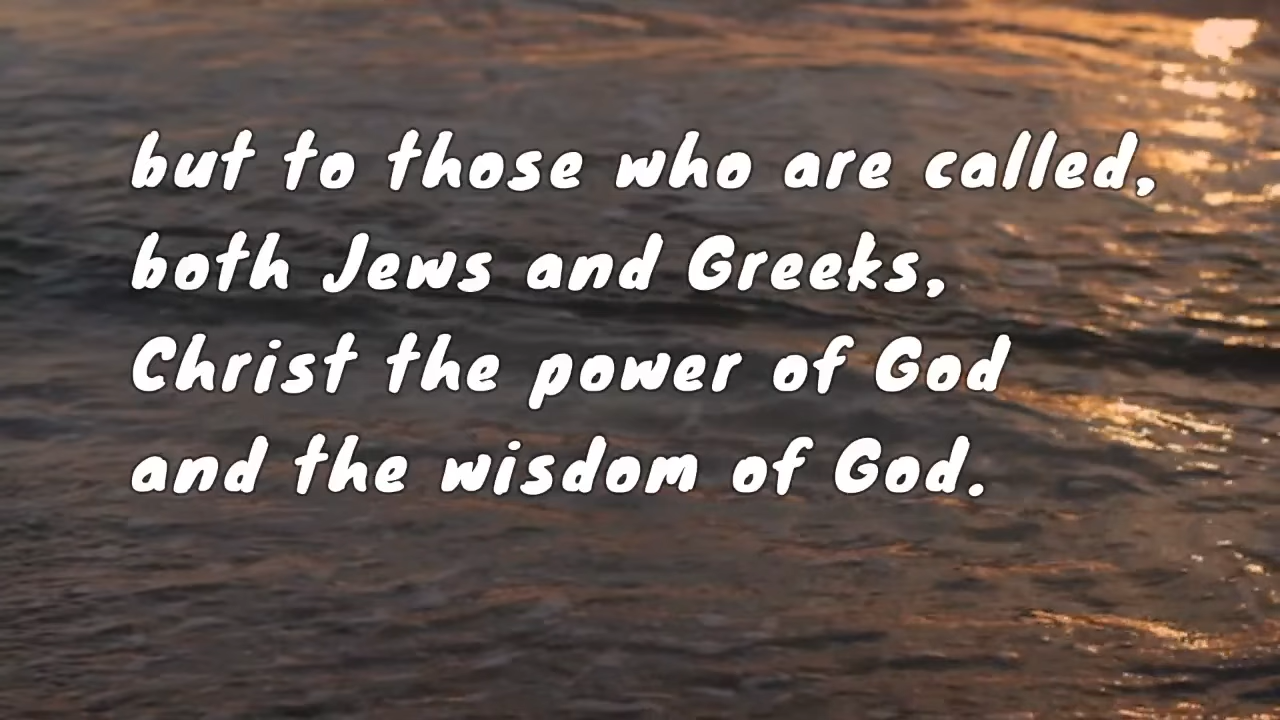 but to those who are called,
both Jews and Greeks,
Christ the power of God
and the wisdom of God.